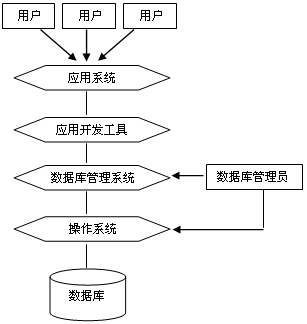 用户 用户 用户
应用系统
应用开发工具
数据库管理系统 数据库管理员
操作系统
数据库